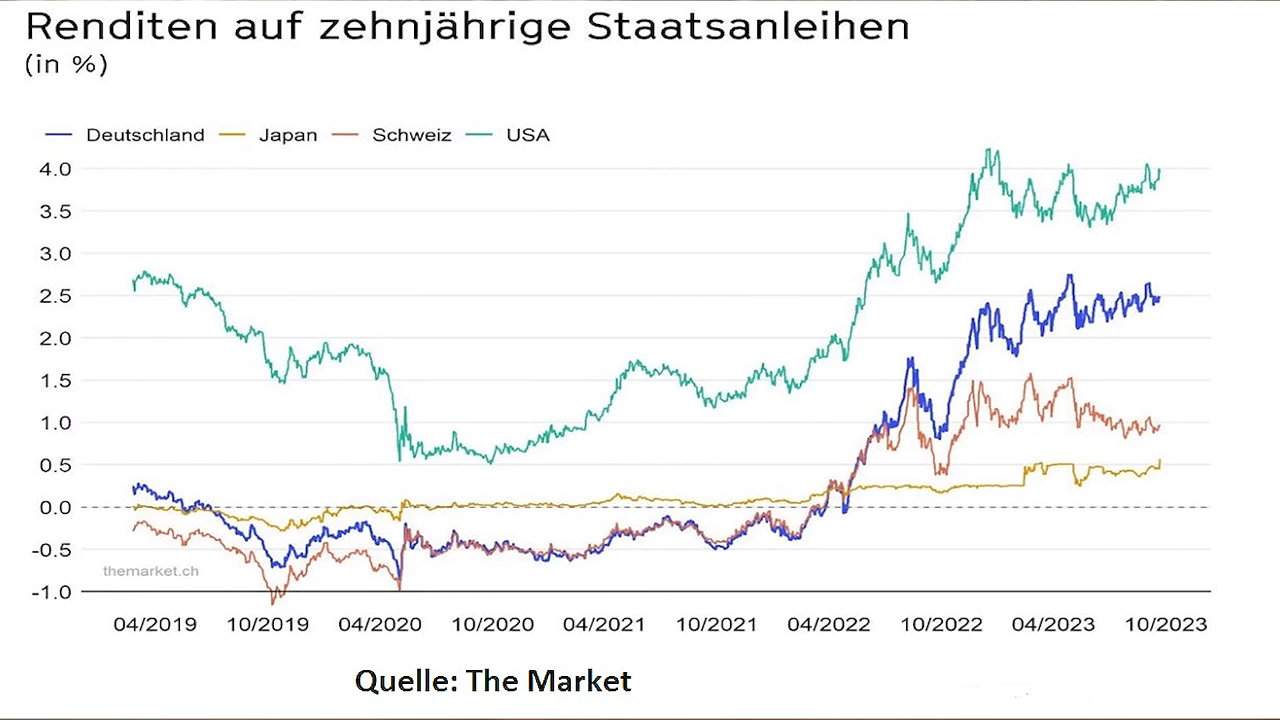 Renditen auf zehnjährige Staatsanleihen
(in %)
Deutschland Japan Schweiz USA
4.0
3.5
3.0
2.5
2.0
1.5
1.0
0.5
0.0
-0.5
themarket.ch
-1.0
04/2019 10/2019 04/2020 10/2020 04/2021 10/2021 04/2022 10/2022 04/2023 10/2023
Quelle: The Market